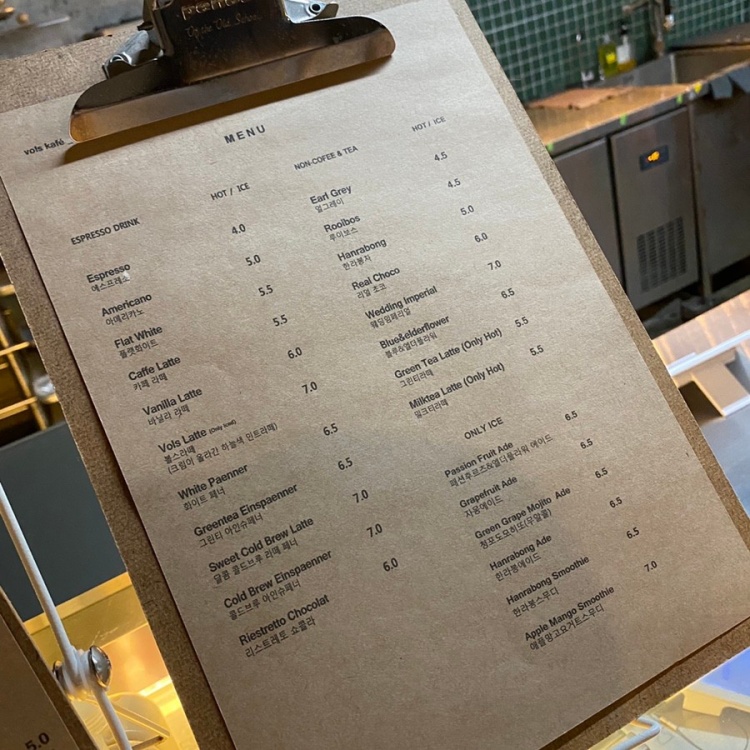 vols kafé
MENU
ESPRESSO DRINK HOT / ICE
Espresso 4.0
에스프레소
Americano 5.0
아메리카노
Flat White 5.5
플랫화이트
Caffe Latte 5.5
카페 라떼
Vanilla Latte 6.0
바닐라 라떼
Vols Latte (Only Iced) 7.0
볼스라떼
(크림이 올라간 하늘색 민트라떼)
White Paenner 6.5
화이트 페너
Greentea Einspaenner 6.5
그린티 아인슈페너
Sweet Cold Brew Latte 7.0
달콤 콜드브루 라떼 페너
Cold Brew Einspaenner 7.0
콜드브루 아인슈페너
Riestretto Chocolat 6.0
리스트레토 쇼콜라
NON-COFEE & TEA HOT / ICE
Earl Grey 4.5
얼그레이
Rooibos 4.5
루이보스
Hanrabong 5.0
한라봉차
Real Choco 6.0
리얼 초코
Wedding Imperial 7.0
웨딩임페리얼
Blue&elderflower 6.5
블루&엘더플라워
Green Tea Latte (Only Hot) 5.5
그린티라떼
Milktea Latte (Only Hot) 5.5
밀크티라떼
ONLY ICE
Passion Fruit Ade 6.5
패션후르츠&엘더플라워 에이드
Grapefruit Ade 6.5
자몽에이드
Green Grape Mojito Ade 6.5
청포도모히또(무알콜)
Hanrabong Ade 6.5
한라봉에이드
Hanrabong Smoothie 6.5
한라봉스무디
Apple Mango Smoothie 7.0
애플망고요거트스무디
5.0